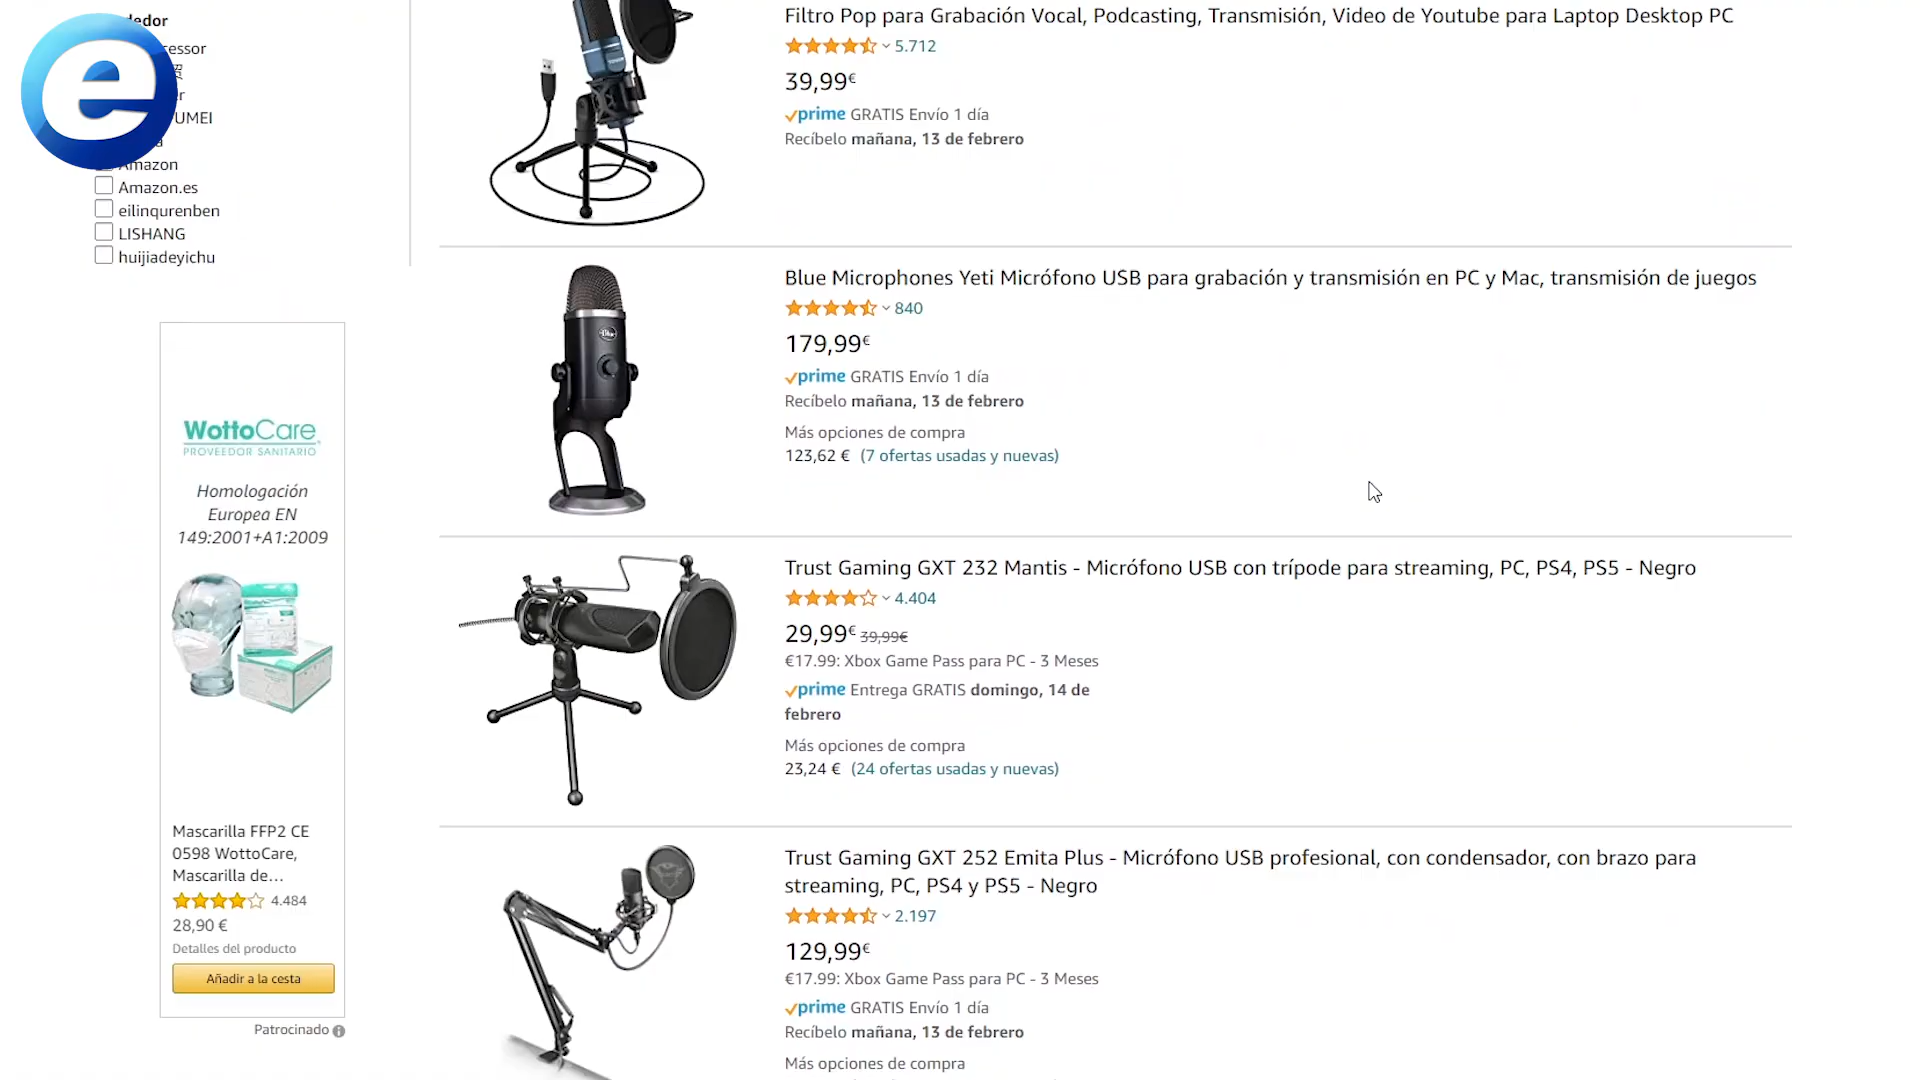 dedor
cessor
er
UMEI
a
Amazon
Amazon.es
eilinqurenben
LISHANG
huijiadeyichu
WottoCare
PROVEEDOR SANITARIO
Homologación
Europea EN
149:2001+A1:2009
Mascarilla FFP2 CE
0598 WottoCare,
Mascarilla de...
4.484
28,90 €
Detalles del producto
Añadir a la cesta
Patrocinado
Filtro Pop para Grabación Vocal, Podcasting, Transmisión, Video de Youtube para Laptop Desktop PC
5.712
39,99€
prime GRATIS Envío 1 día
Recíbelo mañana, 13 de febrero
Blue Microphones Yeti Micrófono USB para grabación y transmisión en PC y Mac, transmisión de juegos
840
179,99€
prime GRATIS Envío 1 día
Recíbelo mañana, 13 de febrero
Más opciones de compra
123,62 € (7 ofertas usadas y nuevas)
Trust Gaming GXT 232 Mantis - Micrófono USB con trípode para streaming, PC, PS4, PS5 - Negro
4.404
29,99€ 39,99€
€17.99: Xbox Game Pass para PC - 3 Meses
prime Entrega GRATIS domingo, 14 de
febrero
Más opciones de compra
23,24 € (24 ofertas usadas y nuevas)
Trust Gaming GXT 252 Emita Plus - Micrófono USB profesional, con condensador, con brazo para
streaming, PC, PS4 y PS5 - Negro
2.197
129,99€
€17.99: Xbox Game Pass para PC - 3 Meses
prime GRATIS Envío 1 día
Recíbelo mañana, 13 de febrero
Más opciones de compra